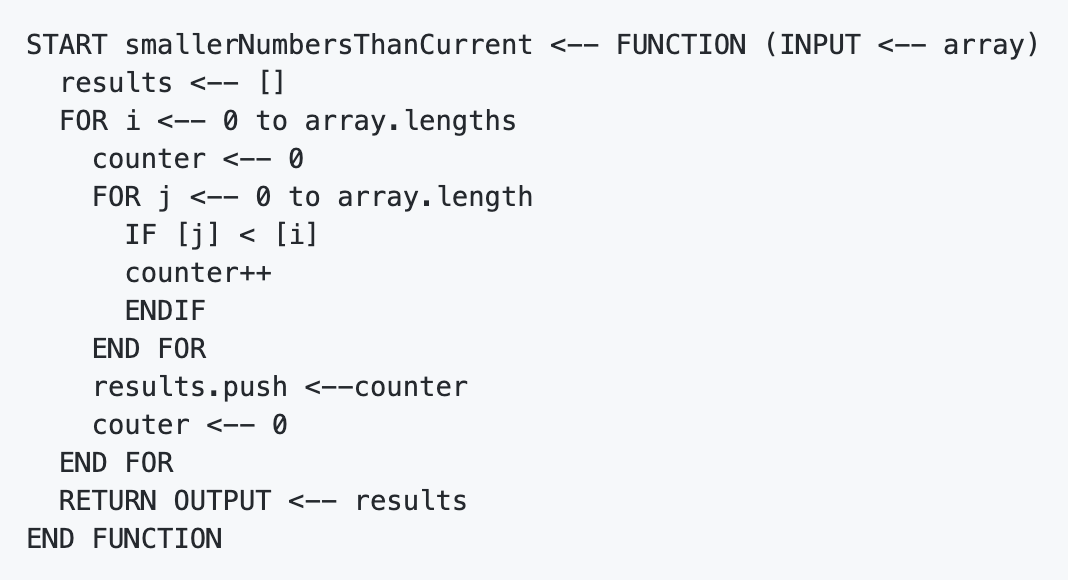 START smallerNumbersThanCurrent <-- FUNCTION (INPUT <-- array)
results <-- []
FOR i <-- 0 to array.lengths
counter <-- 0
FOR j <-- 0 to array.length
IF [j] < [i]
counter++
ENDIF
END FOR
results.push <--counter
couter <-- 0
END FOR
RETURN OUTPUT <-- results
END FUNCTION